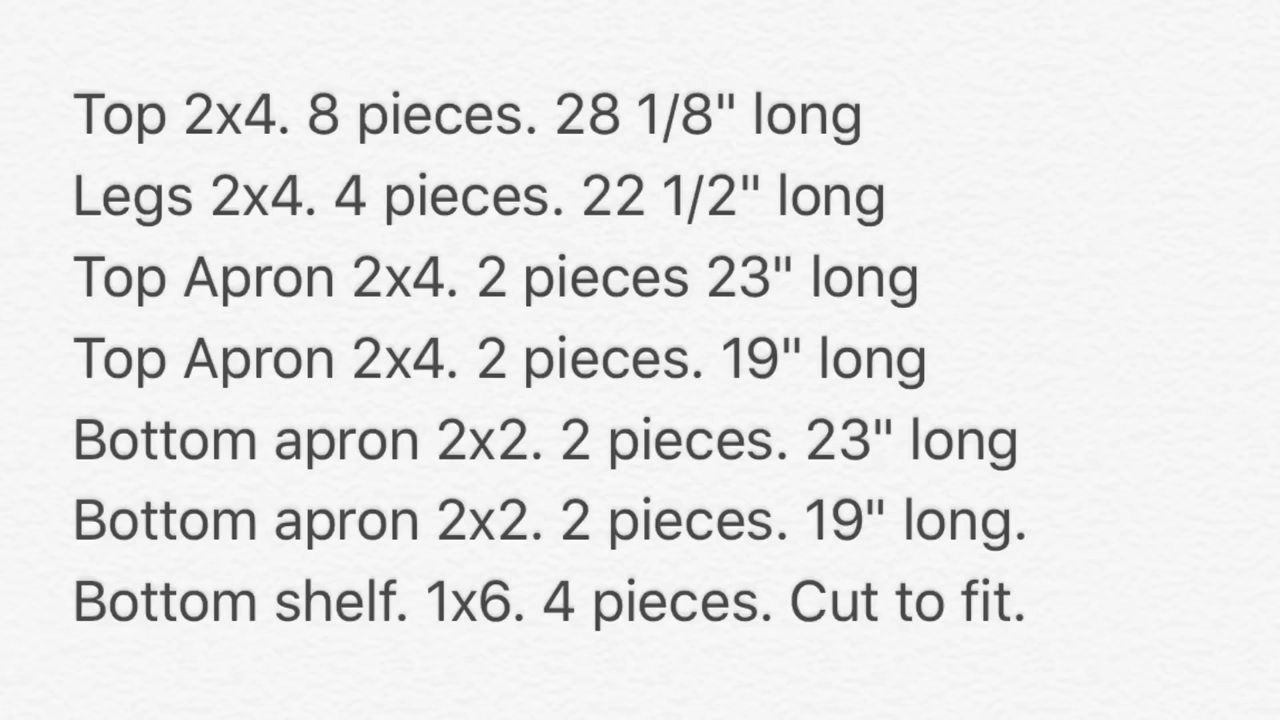 Top 2x4. 8 pieces. 28 1/8" long
Legs 2x4. 4 pieces. 22 1/2" long
Top Apron 2x4. 2 pieces 23" long
Top Apron 2x4. 2 pieces. 19" long
Bottom apron 2x2. 2 pieces. 23" long
Bottom apron 2x2. 2 pieces. 19" long.
Bottom shelf. 1x6. 4 pieces. Cut to fit.